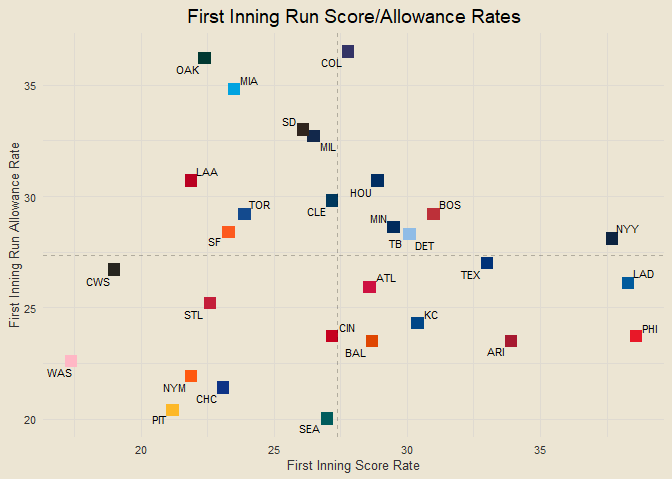 First Inning Run Score/Allowance Rates
COL
OAK
MIA
35
SD
MIL
LAA
HOU
30
TOR
CLE
BOS
MIN
SF
TB
DET
NYY
CWS
TEX
LAD
ATL
STL
25
KC
CIN
PHI
BAL
ARI
WAS
NYM
CHC
PIT
20
SEA
First Inning Run Allowance Rate
20
25
30
35
First Inning Score Rate